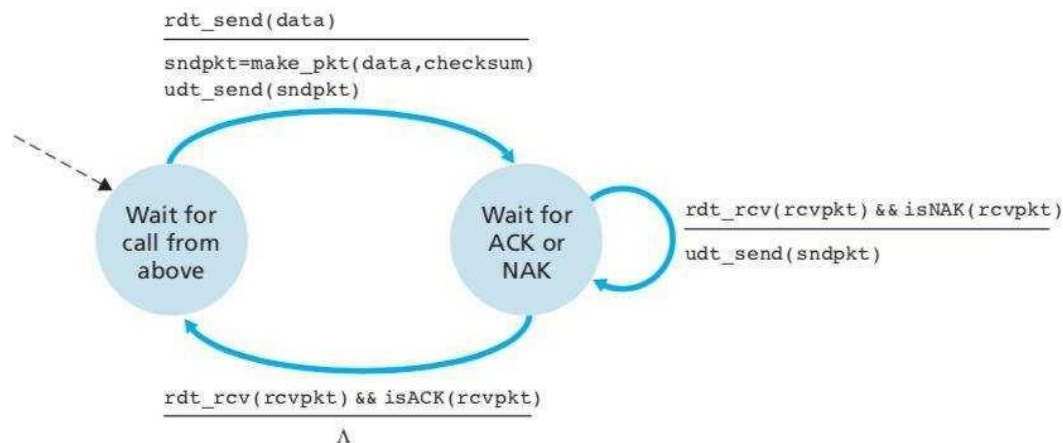 rdt_send(data)
sndpkt=make_pkt(data,checksum)
udt_send(sndpkt)
Wait for
call from
above
Wait for
ACK or
NAK
rdt_rcv(rcvpkt) && isNAK(rcvpkt)
udt_send(sndpkt)
rdt_rcv(rcvpkt) && isACK(rcvpkt)
Λ